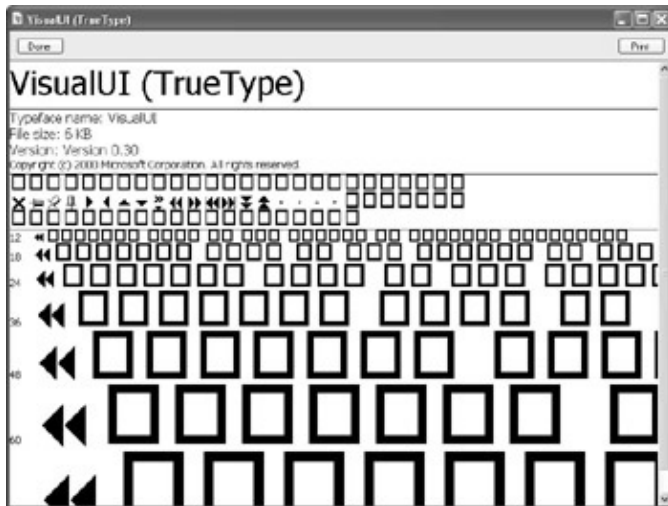 VisualUI (TrueType)
Done
Print
VisualUI (TrueType)
Typeface name: VisualUI
File size: 6 KB
Version: Version 0.30
Copyright (c) 2000 Microsoft Corporation. All rights reserved.
12
18
24
36
48
60